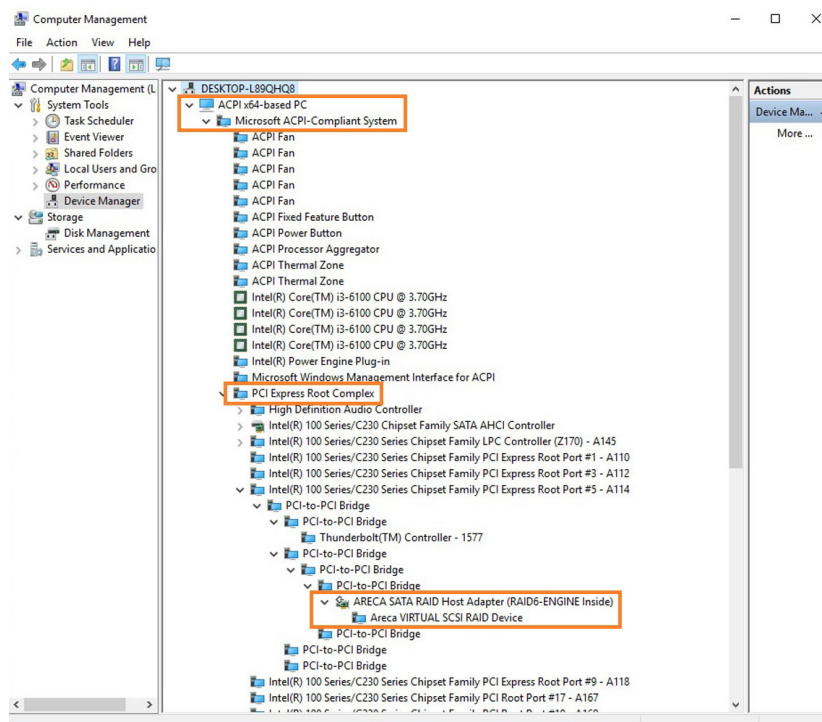 Computer Management
File Action View Help
Computer Management (L
System Tools
Task Scheduler
Event Viewer
Shared Folders
Local Users and Gro
Performance
Device Manager
Storage
Disk Management
Services and Applicatio
DESKTOP-L89QHQ8
ACPI x64-based PC
Microsoft ACPI-Compliant System
ACPI Fan
ACPI Fan
ACPI Fan
ACPI Fan
ACPI Fan
ACPI Fixed Feature Button
ACPI Power Button
ACPI Processor Aggregator
ACPI Thermal Zone
ACPI Thermal Zone
Intel(R) Core(TM) i3-6100 CPU @ 3.70GHz
Intel(R) Core(TM) i3-6100 CPU @ 3.70GHz
Intel(R) Core(TM) i3-6100 CPU @ 3.70GHz
Intel(R) Core(TM) i3-6100 CPU @ 3.70GHz
Intel(R) Power Engine Plug-in
Microsoft Windows Management Interface for ACPI
PCI Express Root Complex
High Definition Audio Controller
Intel(R) 100 Series/C230 Chipset Family SATA AHCI Controller
Intel(R) 100 Series/C230 Series Chipset Family LPC Controller (Z170) - A145
Intel(R) 100 Series/C230 Series Chipset Family PCI Express Root Port #1 - A110
Intel(R) 100 Series/C230 Series Chipset Family PCI Express Root Port #3 - A112
Intel(R) 100 Series/C230 Series Chipset Family PCI Express Root Port #5 - A114
PCI-to-PCI Bridge
PCI-to-PCI Bridge
Thunderbolt(TM) Controller - 1577
PCI-to-PCI Bridge
PCI-to-PCI Bridge
PCI-to-PCI Bridge
ARECA SATA RAID Host Adapter (RAID6-ENGINE Inside)
Areca VIRTUAL SCSI RAID Device
PCI-to-PCI Bridge
PCI-to-PCI Bridge
PCI-to-PCI Bridge
Intel(R) 100 Series/C230 Series Chipset Family PCI Express Root Port #9 - A118
Intel(R) 100 Series/C230 Series Chipset Family PCI Root Port #17 - A167
Actions
Device Ma...
More ...